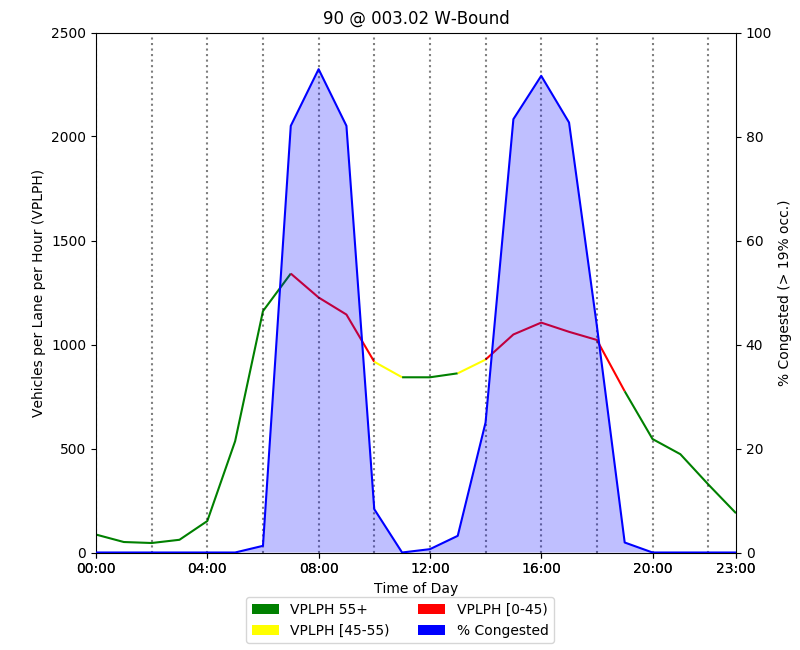 90 @ 003.02 W-Bound
2500
2000
1500
1000
500
0
Vehicles per Lane per Hour (VPLPH)
100
80
60
40
20
0
% Congested (> 19% occ.)
00:00 04:00 08:00 12:00 16:00 20:00 23:00
Time of Day
VPLPH 55+ VPLPH [0-45)
VPLPH [45-55) % Congested